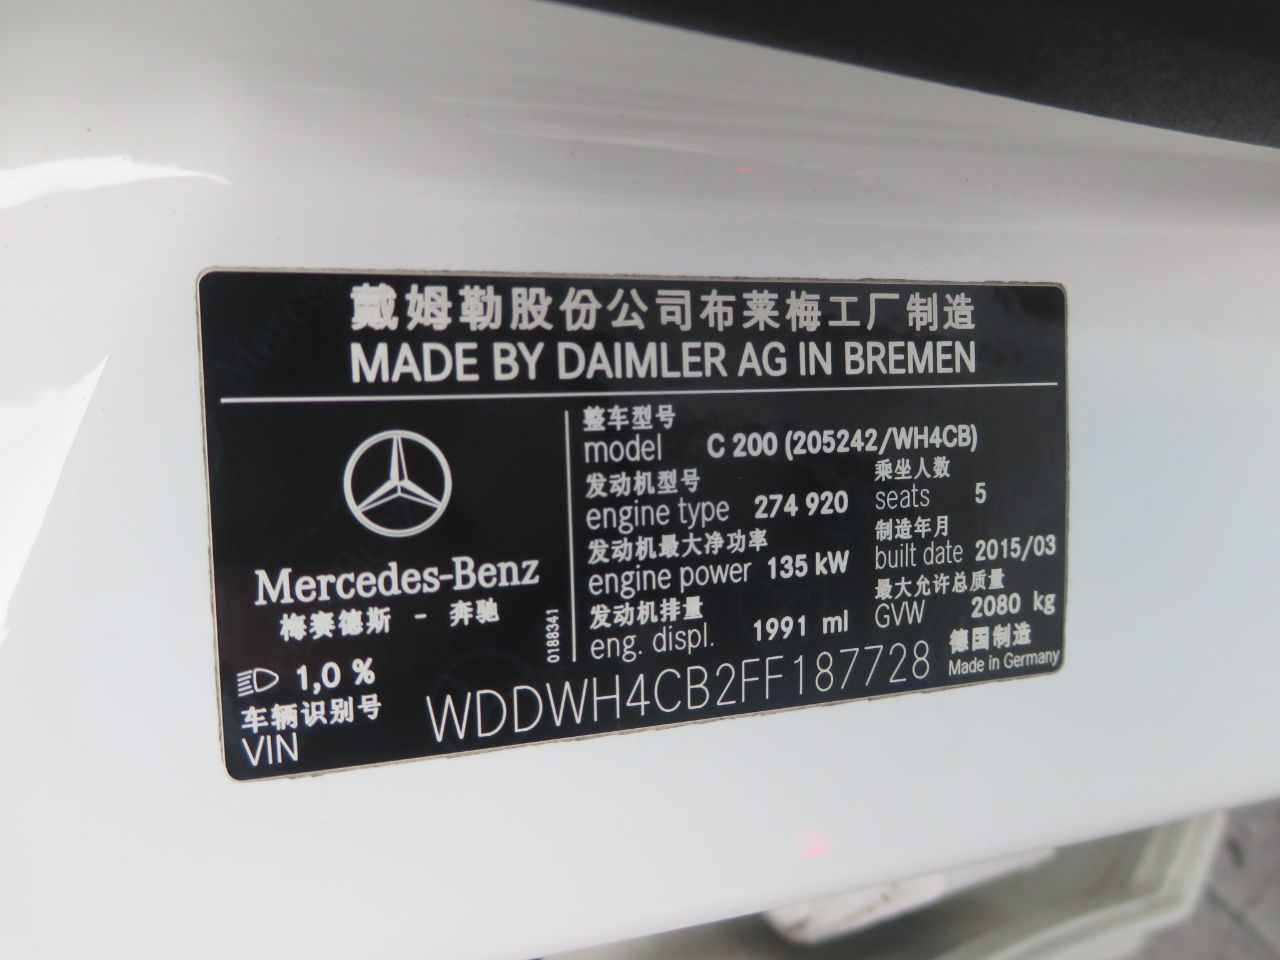 戴姆勒股份公司布莱梅工厂制造
MADE BY DAIMLER AG IN BREMEN
Mercedes-Benz
梅赛德斯 - 奔驰
1,0 %
0188341
整车型号
model C 200 (205242/WH4CB)
发动机型号
engine type 274 920
乘坐人数
seats 5
发动机最大净功率
engine power 135 kW
制造年月
built date 2015/03
发动机排量
eng. displ. 1991 ml
最大允许总质量
GVW 2080 kg
德国制造
Made in Germany
车辆识别号
VIN WDDWH4CB2FF187728